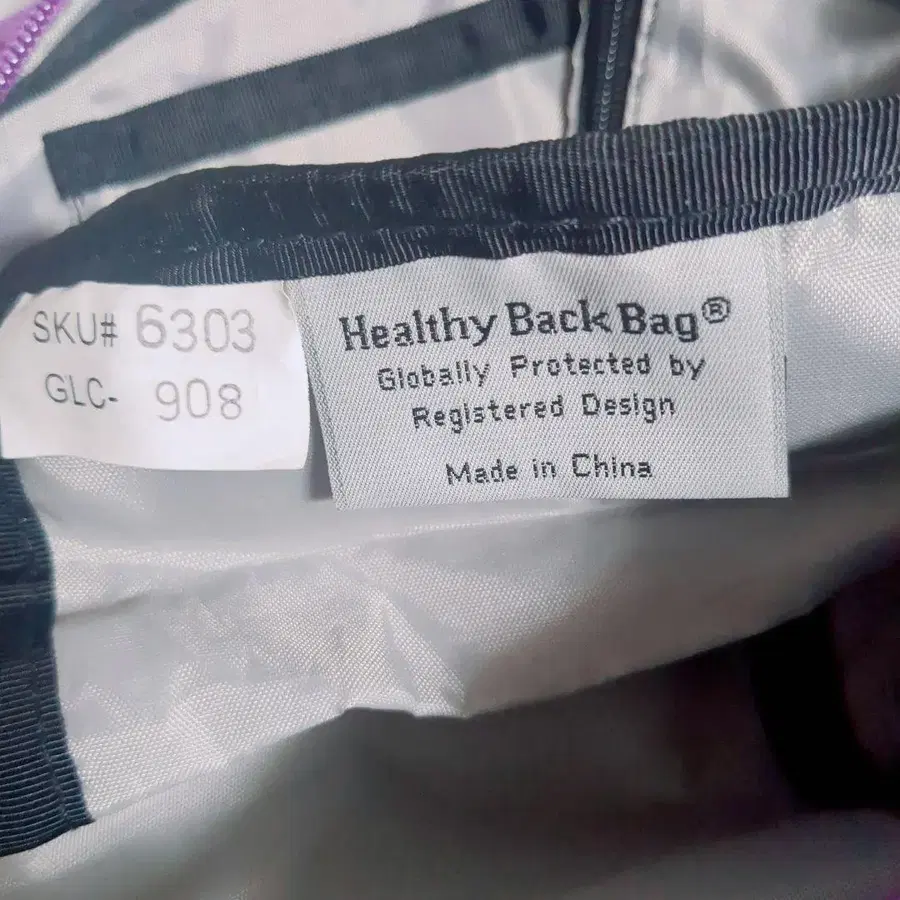 SKU# 6303
GLC- 908
Healthy Back Bag®
Globally Protected by
Registered Design
Made in China